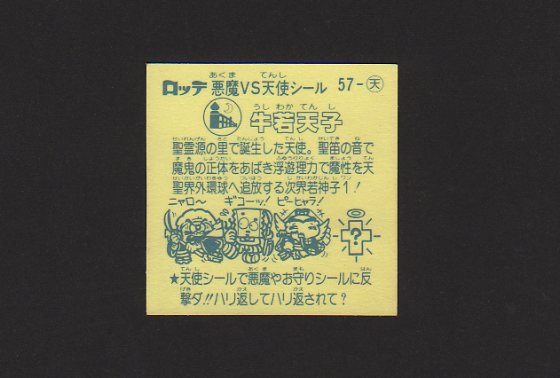 ロッテ 悪魔VS天使シール 57-天
牛若天子
聖霊源の里で誕生した天使。聖笛の音で
魔鬼の正体をあばき浮遊理力で魔性を天
聖界外環球へ追放する次界若神子1!
ニャロ〜 ギコーッ! ピーヒャラ!
?
★天使シールで悪魔やお守りシールに反
撃ダ!!ハリ返してハリ返されて?